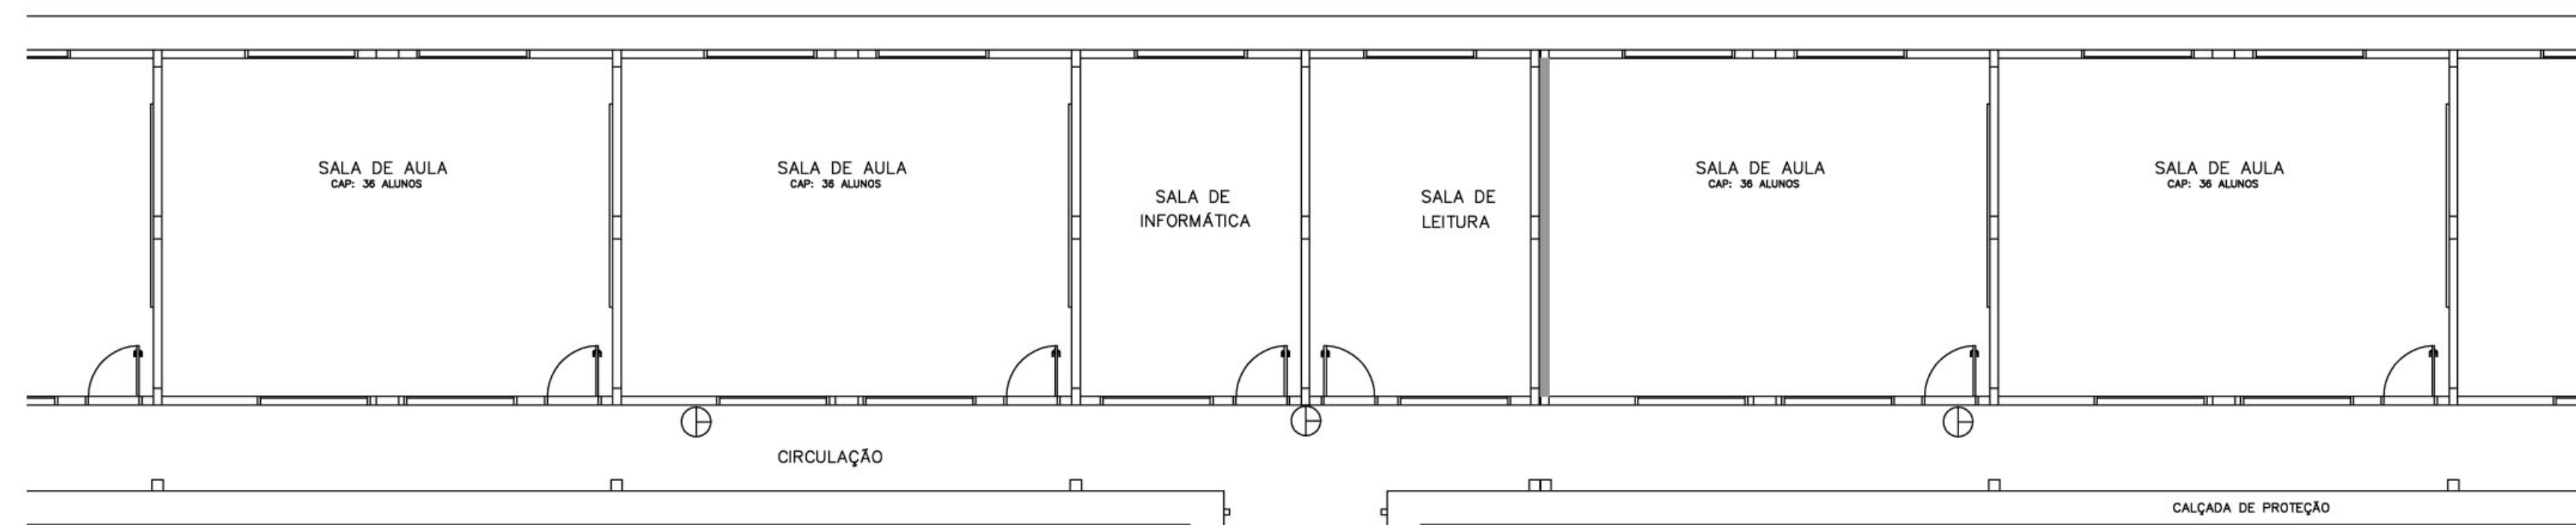 SALA DE AULA
CAP: 36 ALUNOS
SALA DE AULA
CAP: 36 ALUNOS
SALA DE
INFORMÁTICA
SALA DE
LEITURA
SALA DE AULA
CAP: 36 ALUNOS
SALA DE AULA
CAP: 36 ALUNOS
CIRCULAÇÃO
CALÇADA DE PROTEÇÃO